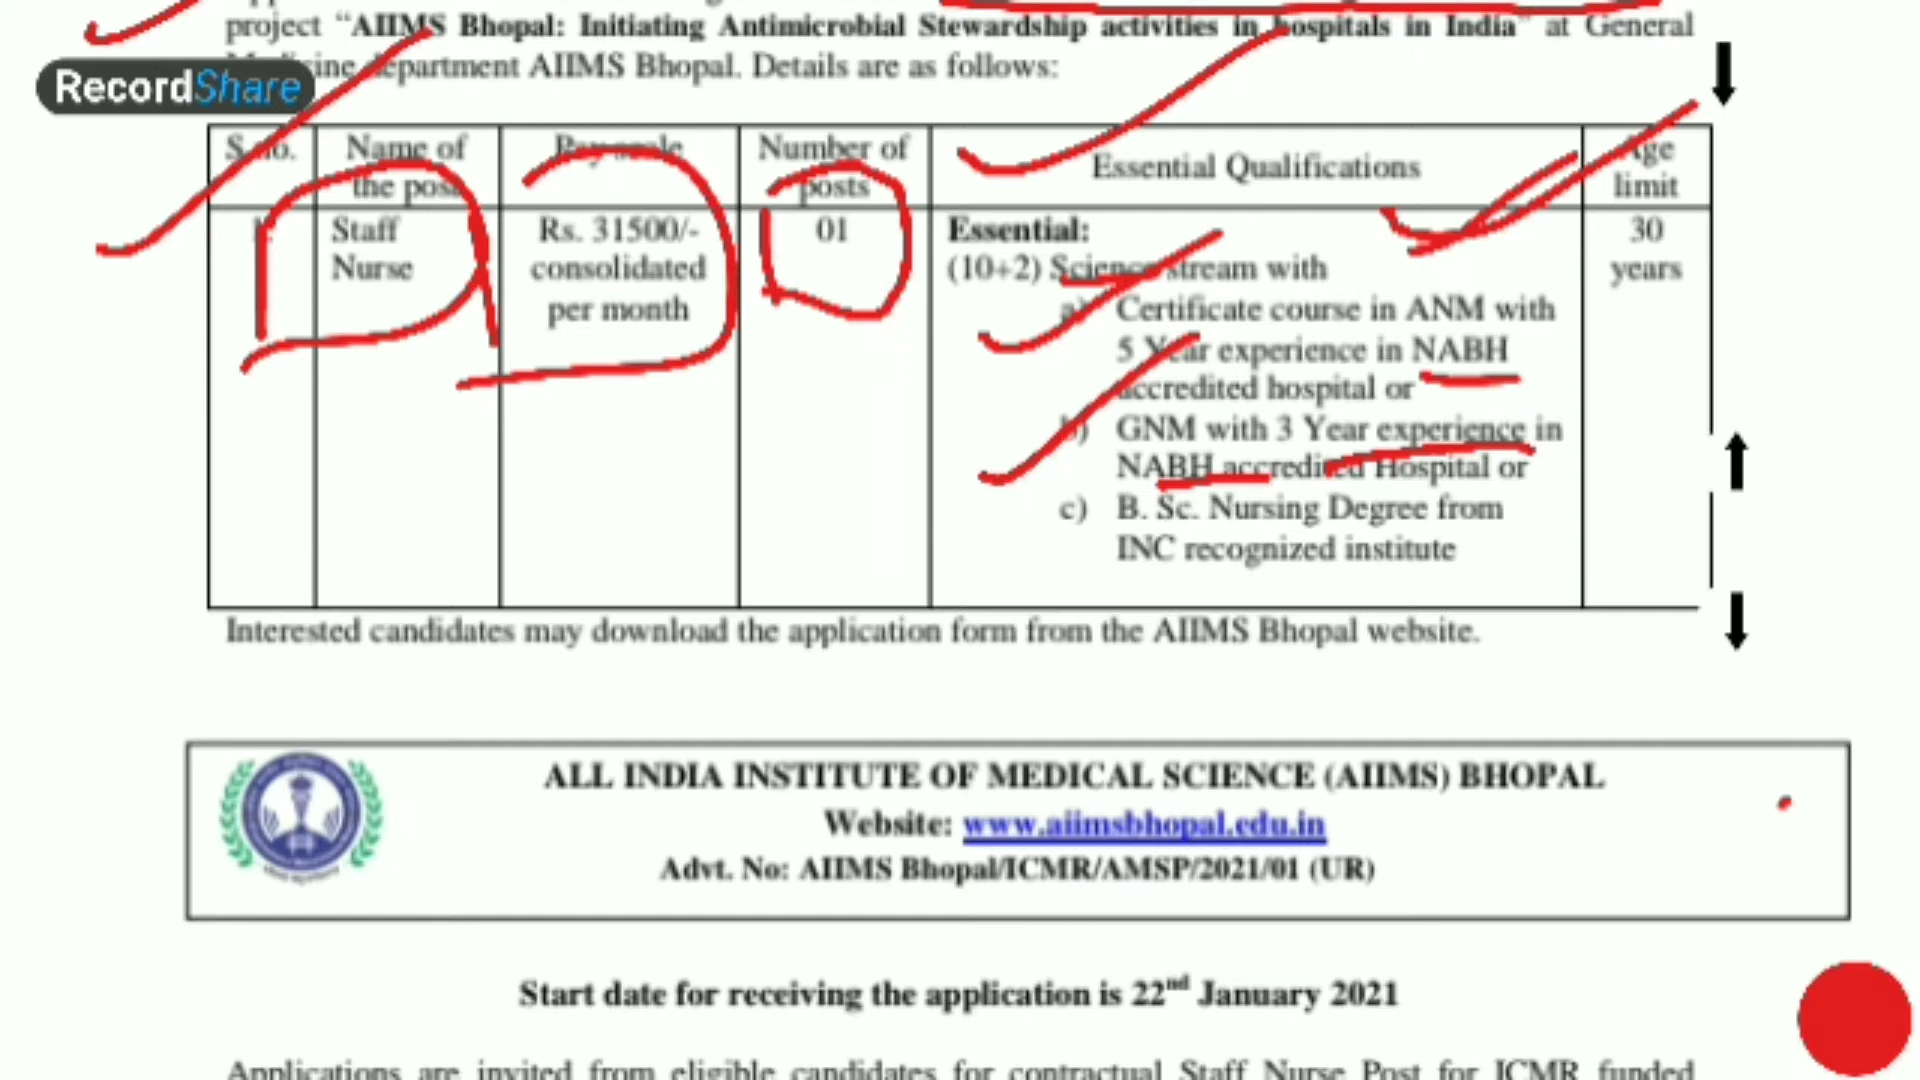 project “AIIMS Bhopal: Initiating Antimicrobial Stewardship activities in hospitals in India” at General
department AIIMS Bhopal. Details are as follows:
RecordShare
S.no.
Name of
the post
Pay scale
Number of
posts
Essential Qualifications
Age
limit
Staff
Nurse
Rs. 31500/-
consolidated
per month
01
Essential:
(10+2) Science stream with
a) Certificate course in ANM with
5 Year experience in NABH
accredited hospital or
b) GNM with 3 Year experience in
NABH accredited Hospital or
c) B. Sc. Nursing Degree from
INC recognized institute
30
years
Interested candidates may download the application form from the AIIMS Bhopal website.
ALL INDIA INSTITUTE OF MEDICAL SCIENCE (AIIMS) BHOPAL
Website: www.aiimsbhopal.edu.in
Advt. No: AIIMS Bhopal/ICMR/AMSP/2021/01 (UR)
Start date for receiving the application is 22nd January 2021
Applications are invited from eligible candidates for contractual Staff Nurse Post for ICMR funded